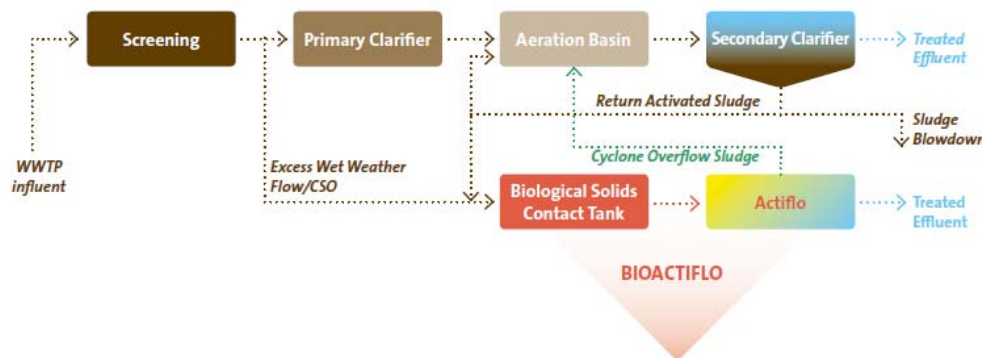 Screening
Primary Clarifier
Aeration Basin
Secondary Clarifier
Treated
Effluent
Return Activated Sludge
Sludge
Blowdown
WWTP
influent
Excess Wet Weather
Flow/CSO
Cyclone Overflow Sludge
Biological Solids
Contact Tank
Actiflo
Treated
Effluent
BIOACTIFLO